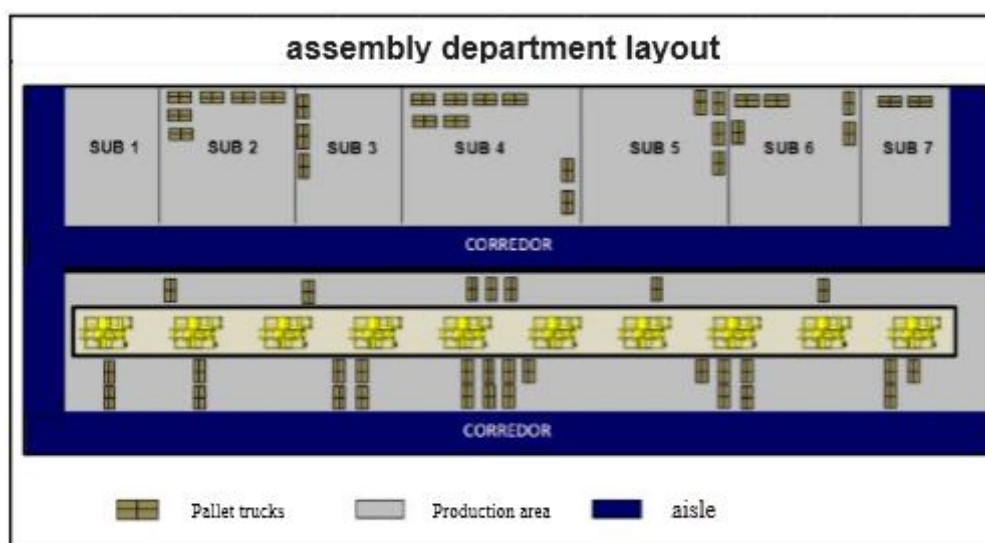 assembly department layout
SUB 1 SUB 2 SUB 3 SUB 4 SUB 5 SUB 6 SUB 7
CORREDOR
CORREDOR
Pallet trucks Production area aisle